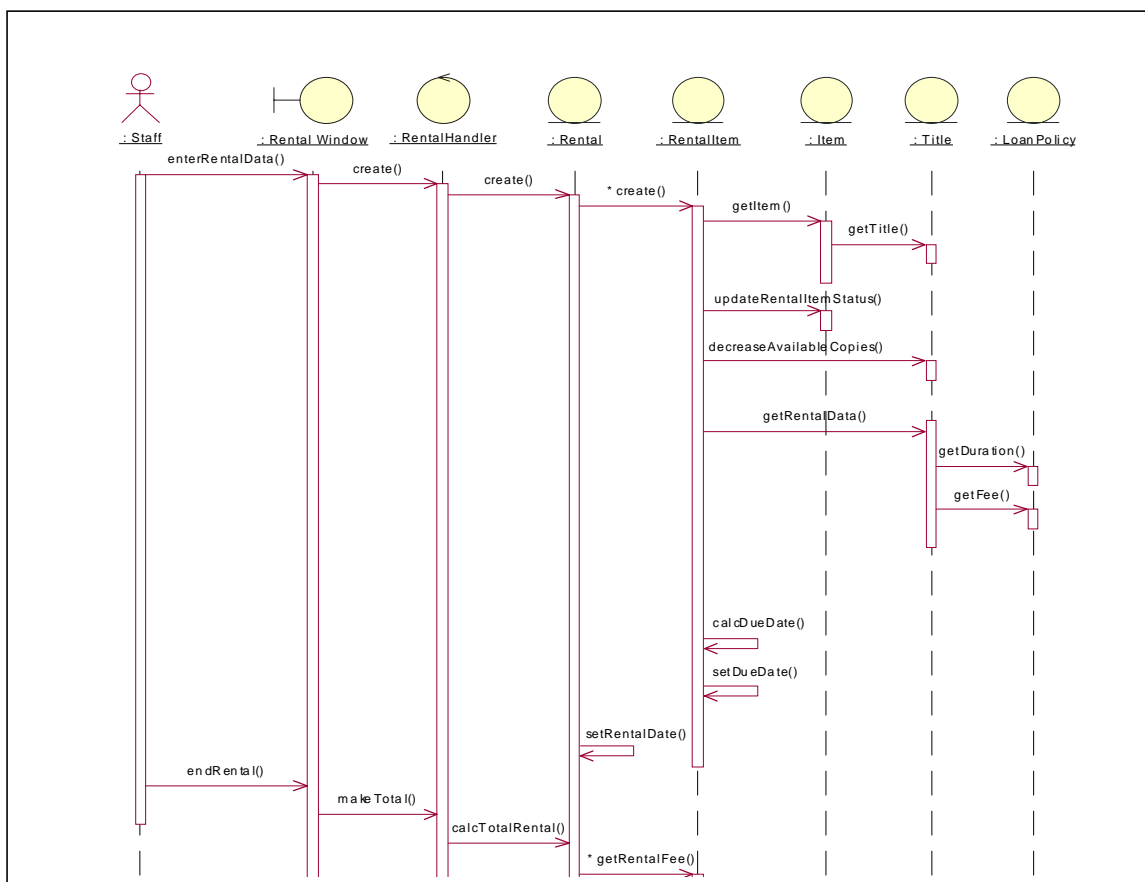 : Staff
: Rental Window
: RentalHandler
: Rental
: RentalItem
: Item
: Title
: LoanPolicy
enterRentalData()
create()
create()
* create()
getItem()
getTitle()
updateRentalItemStatus()
decreaseAvailableCopies()
getRentalData()
getDuration()
getFee()
calcDueDate()
setDueDate()
setRentalDate()
endRental()
makeTotal()
calcTotalRental()
* getRentalFee()